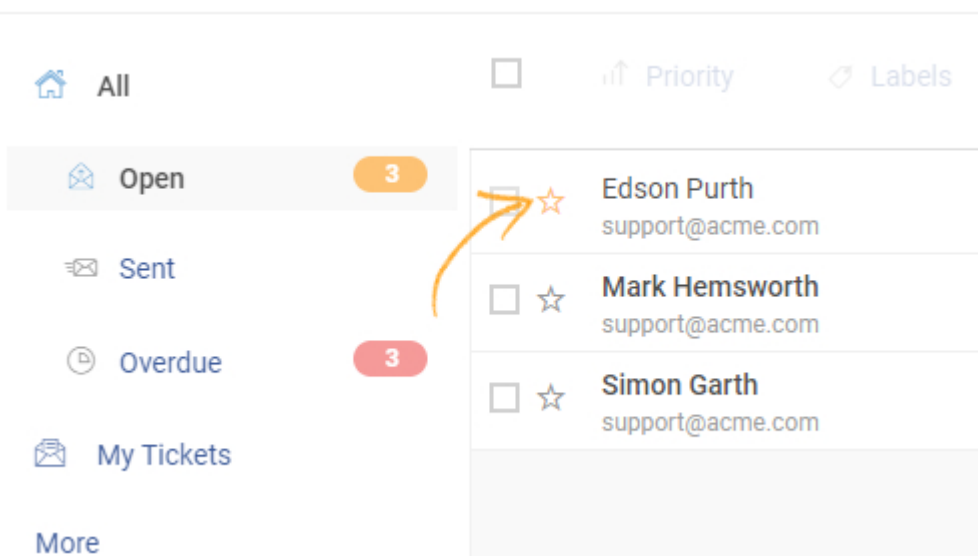 All
Priority
Labels
Open
3
Sent
Overdue
3
My Tickets
More
Edson Purth
support@acme.com
Mark Hemsworth
support@acme.com
Simon Garth
support@acme.com